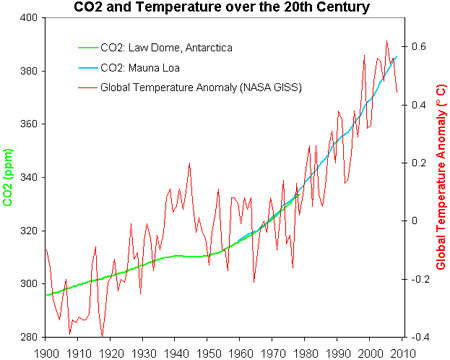 CO2 and Temperature over the 20th Century
400
380
360
340
320
300
280
CO2 (ppm)
CO2: Law Dome, Antarctica
CO2: Mauna Loa
Global Temperature Anomaly (NASA GISS)
0.6
0.4
0.2
0
-0.2
-0.4
Global Temperature Anomaly (° C)
1900 1910 1920 1930 1940 1950 1960 1970 1980 1990 2000 2010